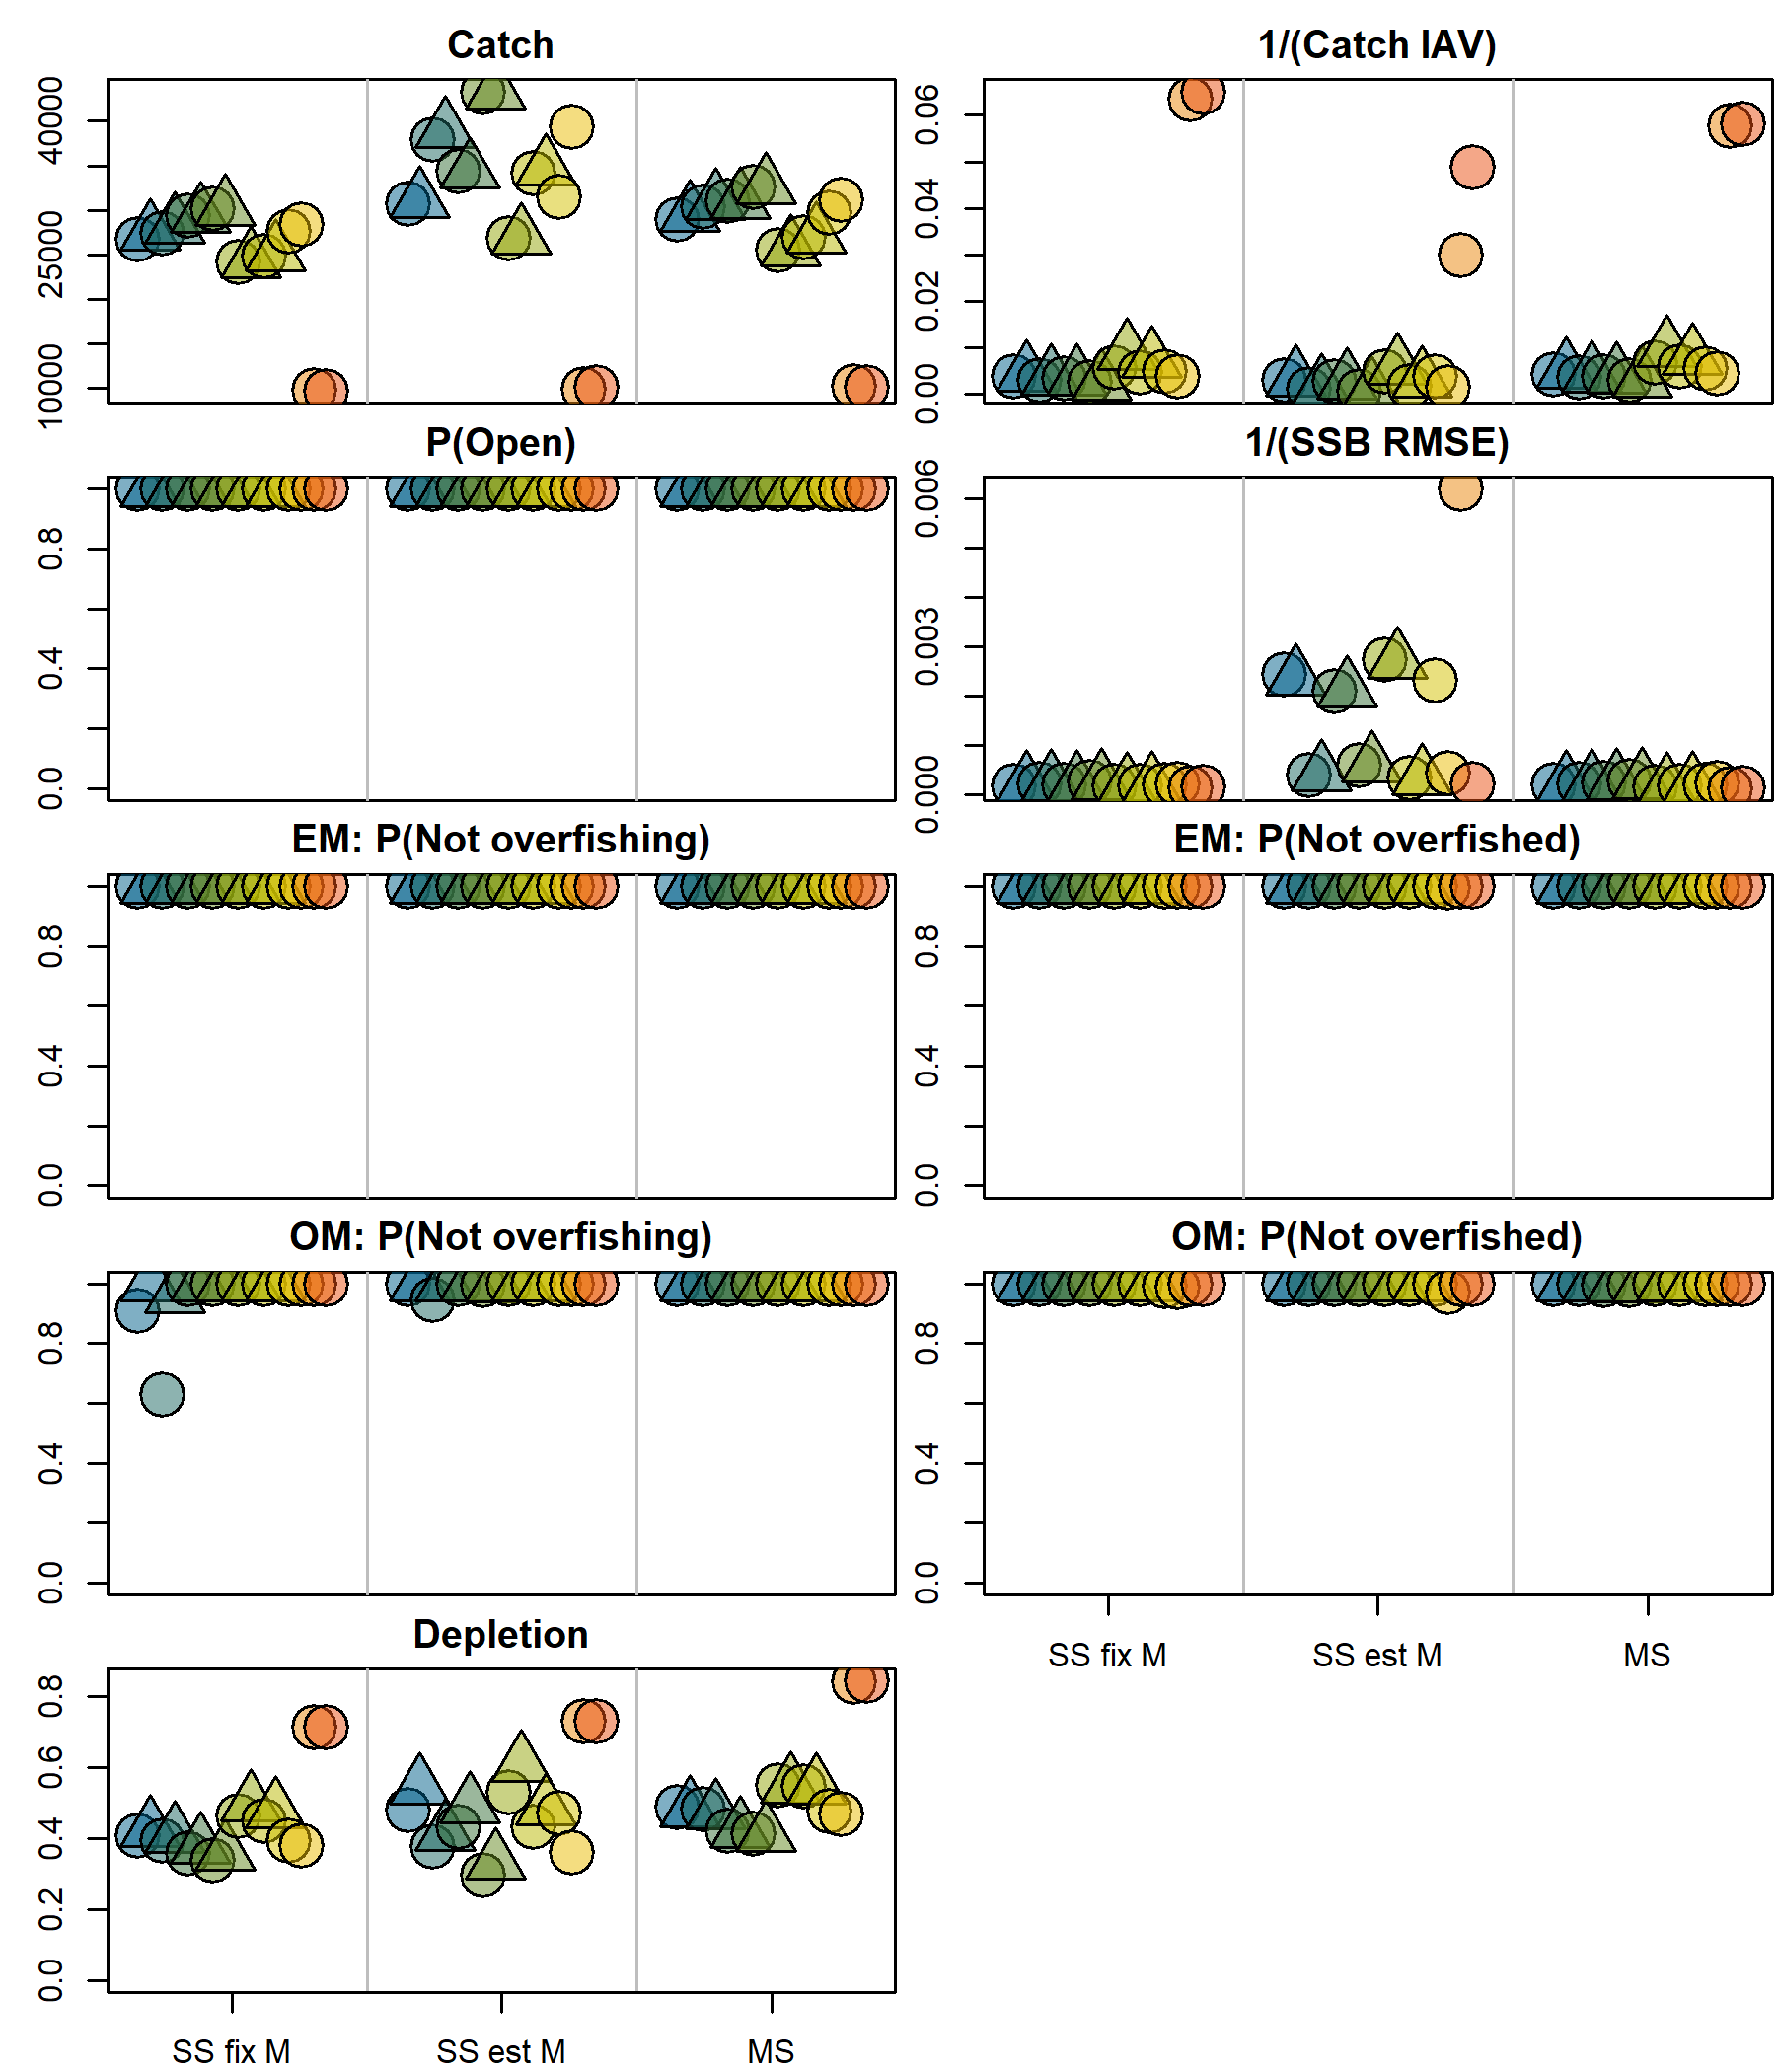 Catch
1/(Catch IAV)
40000
25000
10000
0.06
0.04
0.02
0.00
P(Open)
1/(SSB RMSE)
0.8
0.4
0.0
0.006
0.003
0.000
EM: P(Not overfishing)
EM: P(Not overfished)
0.8
0.4
0.0
0.8
0.4
0.0
OM: P(Not overfishing)
OM: P(Not overfished)
0.8
0.4
0.0
0.8
0.4
0.0
SS fix M
SS est M
MS
Depletion
0.8
0.6
0.4
0.2
0.0
SS fix M
SS est M
MS